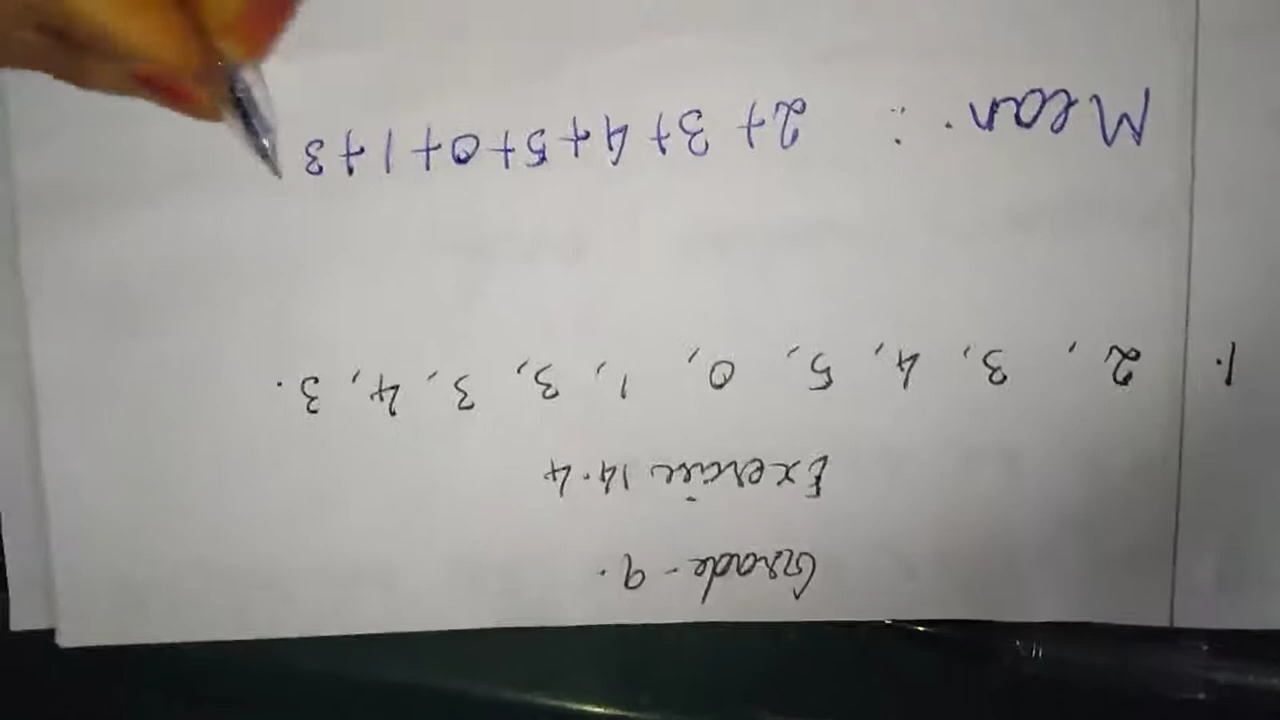 Grade - 9.
Exercise 14.4
1. 2, 3, 4, 5, 0, 1, 3, 3, 4, 3.
Mean : 2+3+4+5+0+1+3